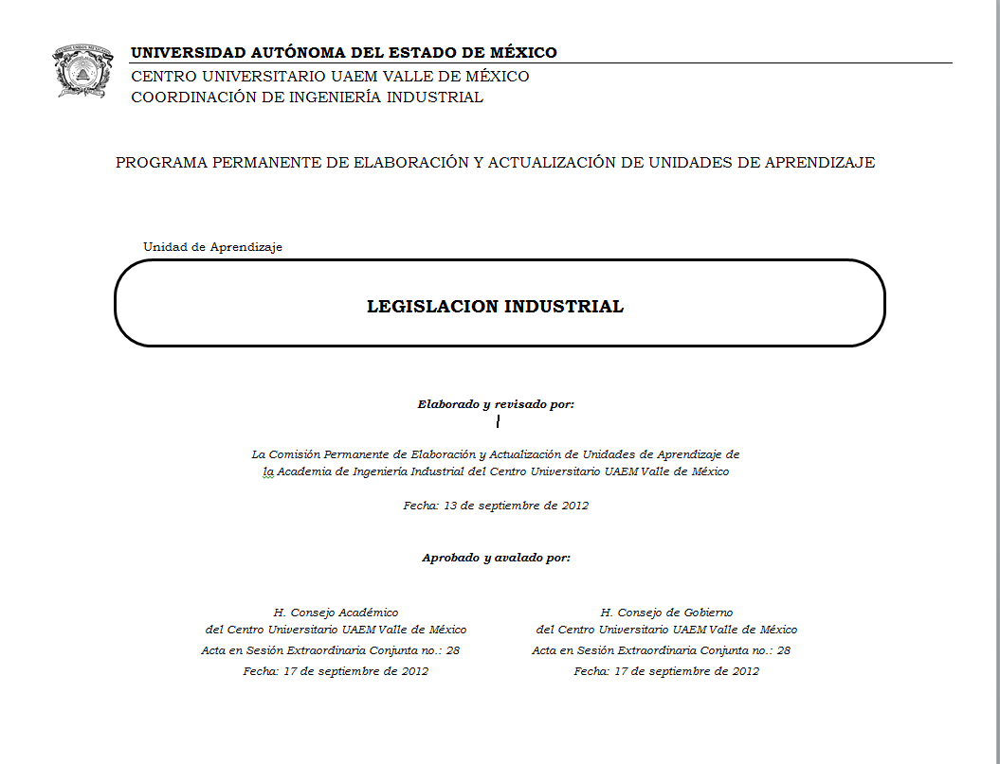 UNIVERSIDAD AUTÓNOMA DEL ESTADO DE MÉXICO
CENTRO UNIVERSITARIO UAEM VALLE DE MÉXICO
COORDINACIÓN DE INGENIERÍA INDUSTRIAL
PROGRAMA PERMANENTE DE ELABORACIÓN Y ACTUALIZACIÓN DE UNIDADES DE APRENDIZAJE
Unidad de Aprendizaje
LEGISLACION INDUSTRIAL
Elaborado y revisado por:
La Comisión Permanente de Elaboración y Actualización de Unidades de Aprendizaje de
la Academia de Ingeniería Industrial del Centro Universitario UAEM Valle de México
Fecha: 13 de septiembre de 2012
Aprobado y avalado por:
H. Consejo Académico
del Centro Universitario UAEM Valle de México
Acta en Sesión Extraordinaria Conjunta no.: 28
Fecha: 17 de septiembre de 2012
H. Consejo de Gobierno
del Centro Universitario UAEM Valle de México
Acta en Sesión Extraordinaria Conjunta no.: 28
Fecha: 17 de septiembre de 2012